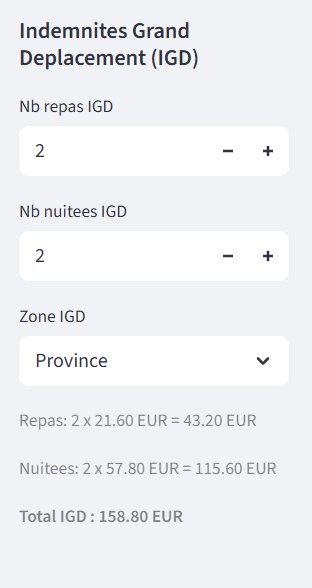 Indemnites Grand
Deplacement (IGD)
Nb repas IGD
2
Nb nuitees IGD
2
Zone IGD
Province
Repas: 2 x 21.60 EUR = 43.20 EUR
Nuitees: 2 x 57.80 EUR = 115.60 EUR
Total IGD : 158.80 EUR